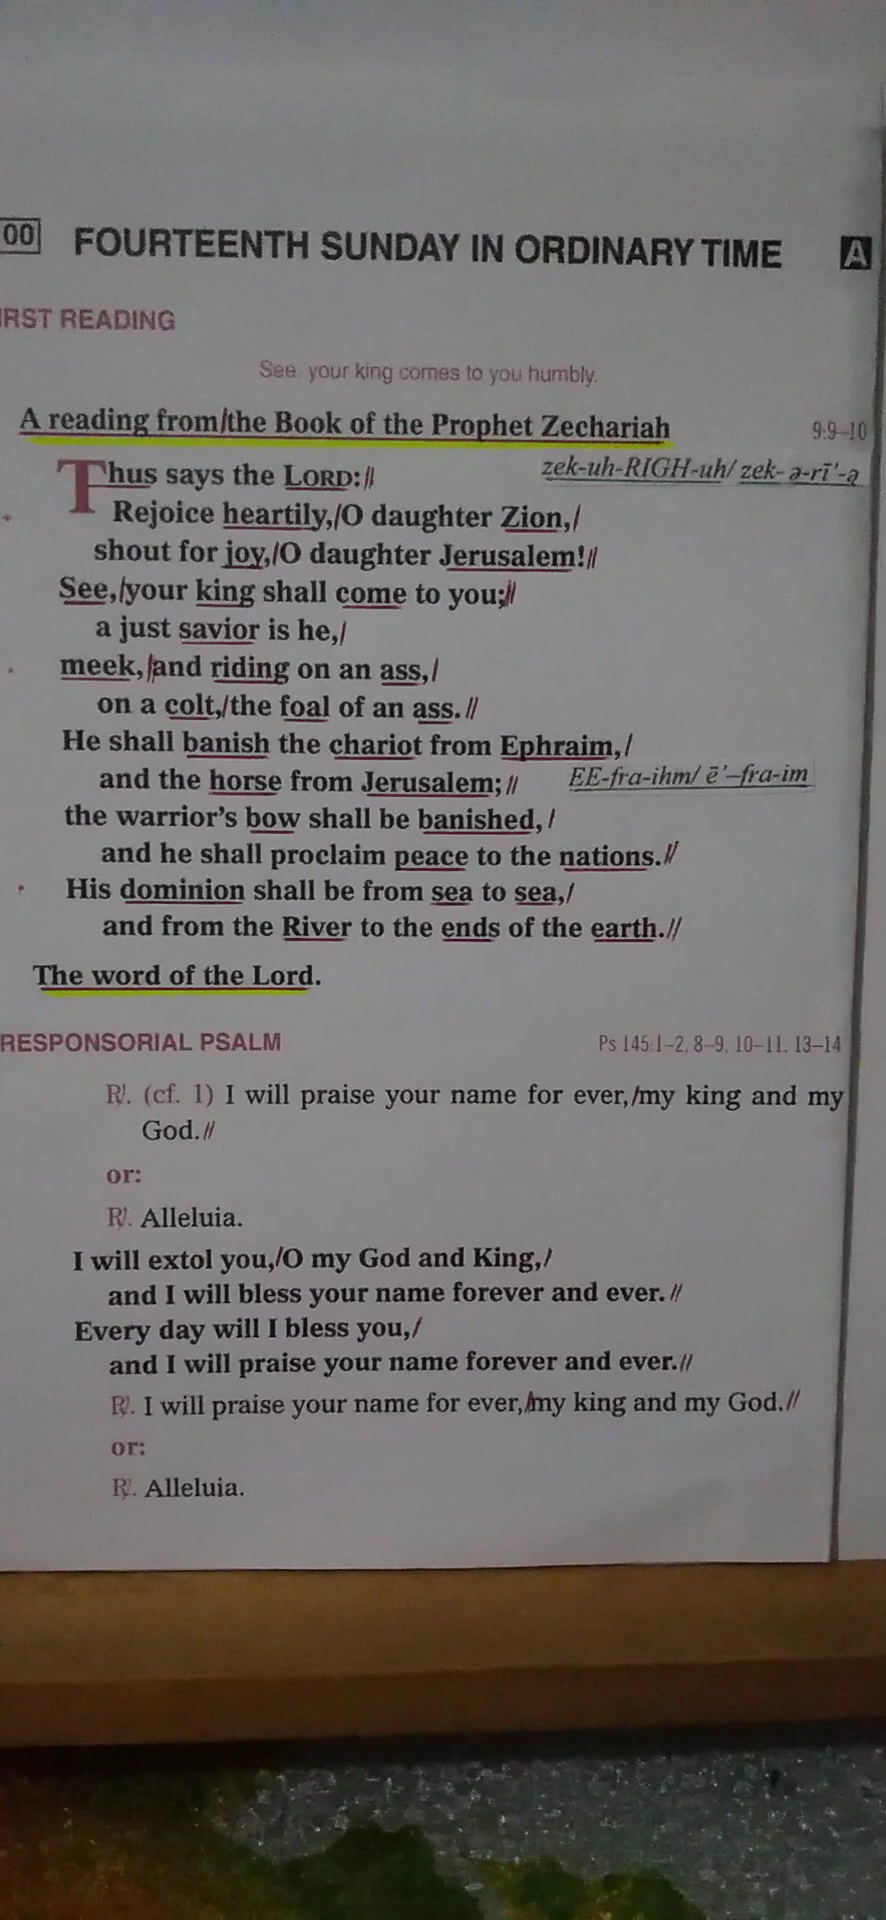 00 FOURTEENTH SUNDAY IN ORDINARY TIME A
IRST READING
See, your king comes to you humbly.
A reading from/the Book of the Prophet Zechariah 9:9–10
Thus says the LORD:// zek-uh-RIGH-uh/ zek-ə-rī'-ə
Rejoice heartily,/O daughter Zion,/
shout for joy,/O daughter Jerusalem!//
See,/your king shall come to you;//
a just savior is he,/
meek,/and riding on an ass,/
on a colt,/the foal of an ass.//
He shall banish the chariot from Ephraim,/
and the horse from Jerusalem;// EE-fra-ihm/ ē'–fra-im
the warrior's bow shall be banished,/
and he shall proclaim peace to the nations.//
His dominion shall be from sea to sea,/
and from the River to the ends of the earth.//
The word of the Lord.
RESPONSORIAL PSALM Ps 145:1–2, 8–9, 10–11, 13–14
℟. (cf. 1) I will praise your name for ever,/my king and my
God.//
or:
℟. Alleluia.
I will extol you,/O my God and King,/
and I will bless your name forever and ever.//
Every day will I bless you,/
and I will praise your name forever and ever.//
℟. I will praise your name for ever,/my king and my God.//
or:
℟. Alleluia.